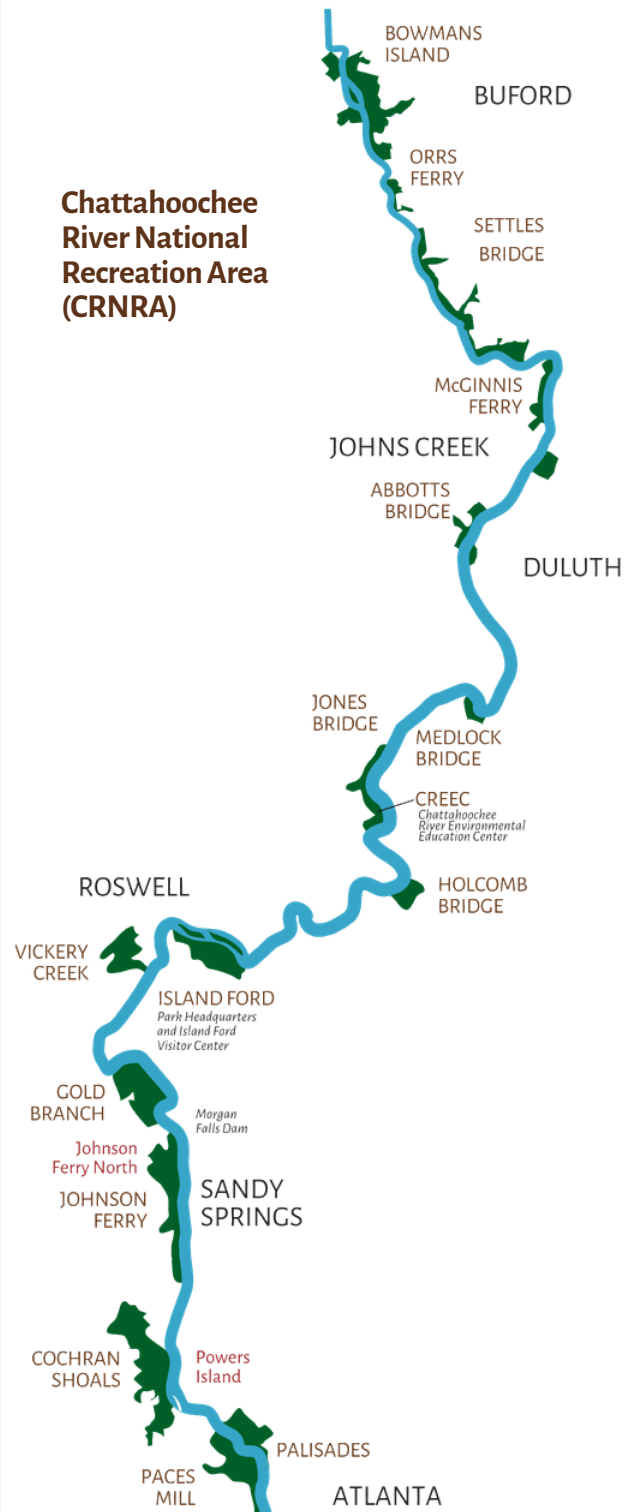 BOWMANS
ISLAND
BUFORD
ORRS
FERRY
Chattahoochee
River National
Recreation Area
(CRNRA)
SETTLES
BRIDGE
McGINNIS
FERRY
JOHNS CREEK
ABBOTTS
BRIDGE
DULUTH
JONES
BRIDGE
MEDLOCK
BRIDGE
CREEC
Chattahoochee
River Environmental
Education Center
ROSWELL
HOLCOMB
BRIDGE
VICKERY
CREEK
ISLAND FORD
Park Headquarters
and Island Ford
Visitor Center
GOLD
BRANCH
Morgan
Falls Dam
Johnson
Ferry North
JOHNSON
FERRY
SANDY
SPRINGS
COCHRAN
SHOALS
Powers
Island
PALISADES
PACES
MILL
ATLANTA